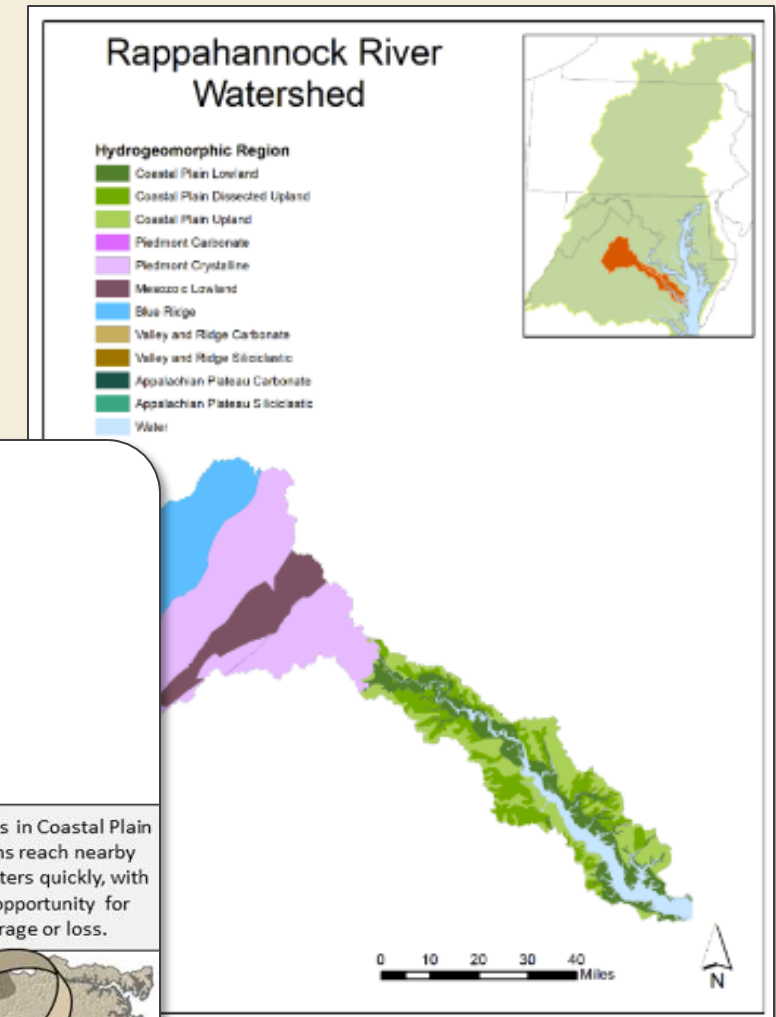 Rappahannock River
Watershed
Hydrogeomorphic Region
Coastal Plain Lowland
Coastal Plain Dissected Upland
Coastal Plain Upland
Piedmont Carbonate
Piedmont Crystalline
Mesozoic Lowland
Blue Ridge
Valley and Ridge Carbonate
Valley and Ridge Siliciclastic
Appalachian Plateau Carbonate
Appalachian Plateau Siliciclastic
Water
s in Coastal Plain
ns reach nearby
ters quickly, with
opportunity for
rage or loss.
0 10 20 30 40
Miles
N